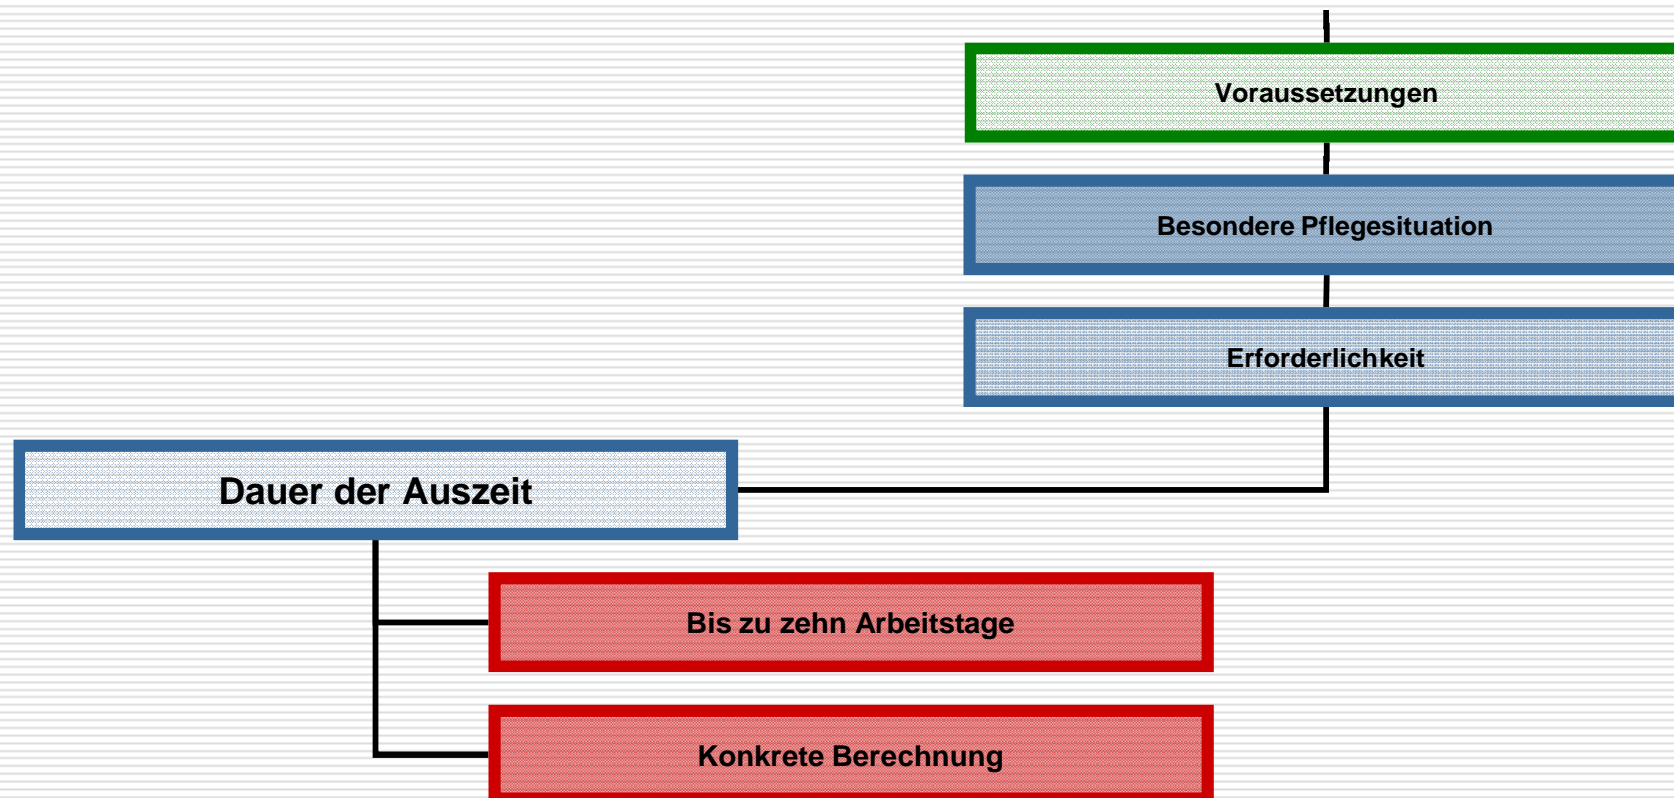 Voraussetzungen
Besondere Pflegesituation
Erforderlichkeit
Dauer der Auszeit
Bis zu zehn Arbeitstage
Konkrete Berechnung